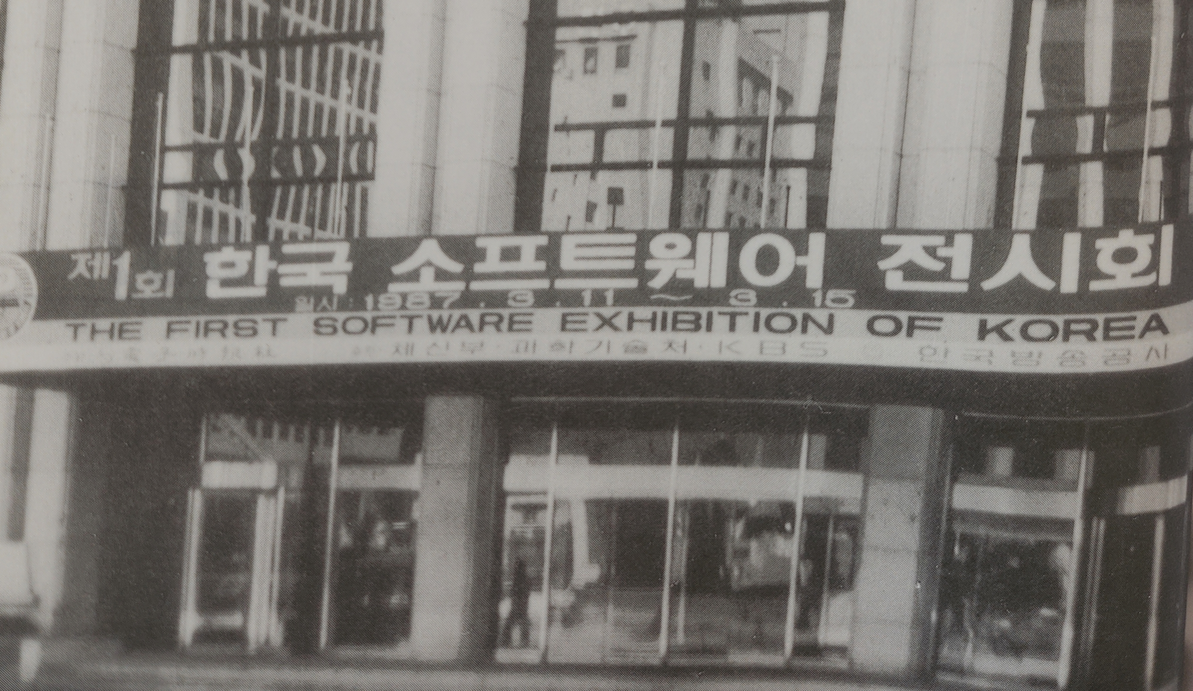 제1회 한국 소프트웨어 전시회
일시 : 1987 . 3 . 11 ~ 3 . 15
THE FIRST SOFTWARE EXHIBITION OF KOREA
체신부 · 과학기술처 · KBS 한국방송공사